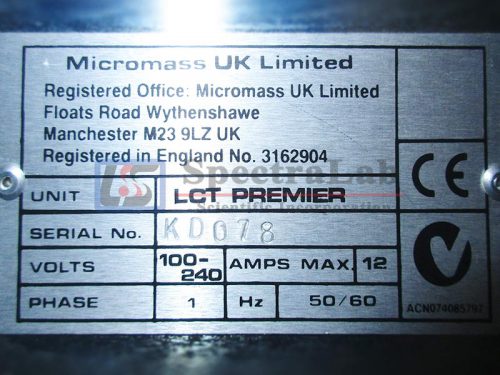 Micromass UK Limited
Registered Office: Micromass UK Limited
Floats Road Wythenshawe
Manchester M23 9LZ UK
Registered in England No. 3162904
CE
UNIT LCT PREMIER
SpectraLab
Scientific Incorporation
SERIAL No. KD078
VOLTS 100-240 AMPS MAX. 12
PHASE 1 Hz 50/60
ACN074085797